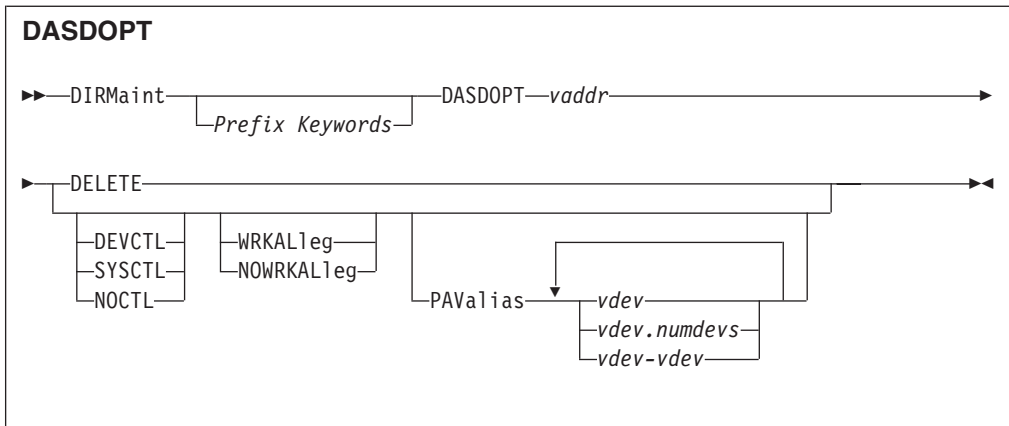 DASDOPT
DIRMaint DASDOPT vaddr
Prefix Keywords
DELETE
DEVCTL WRKALleg
SYSCTL NOWRKALleg
NOCTL PAValias vdev
vdev.numdevs
vdev-vdev